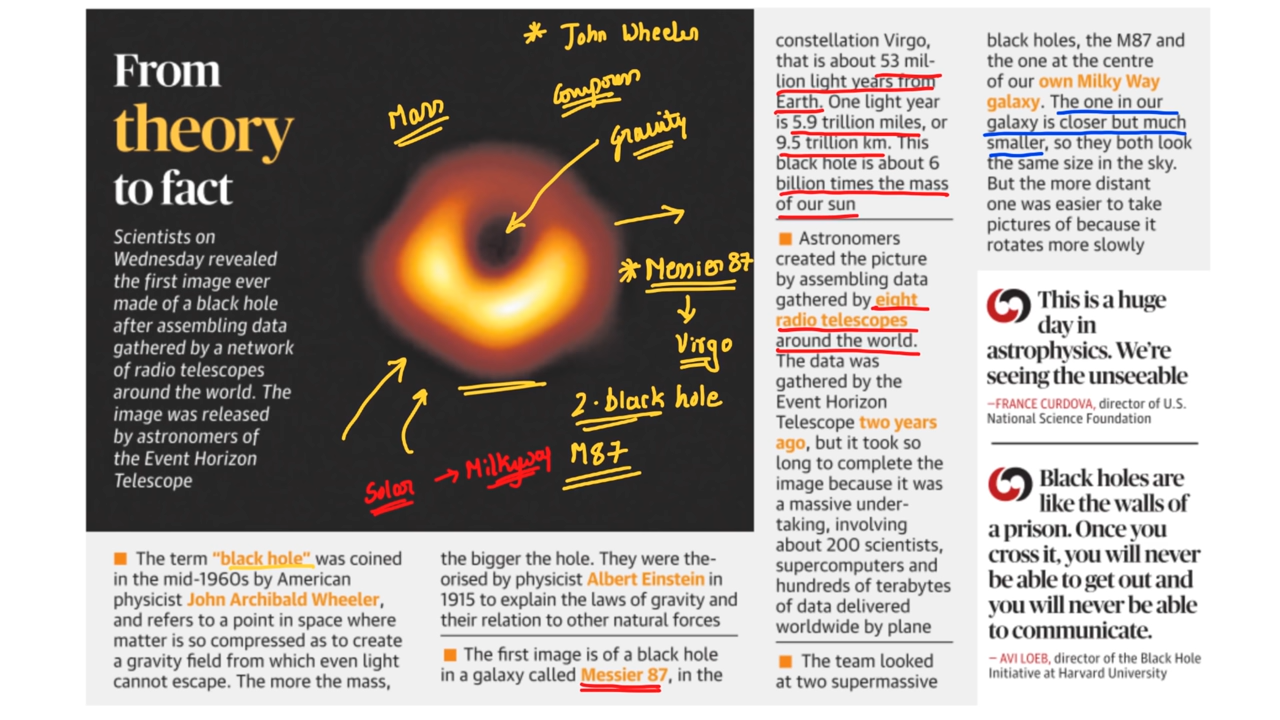 From
theory
to fact
Scientists on
Wednesday revealed
the first image ever
made of a black hole
after assembling data
gathered by a network
of radio telescopes
around the world. The
image was released
by astronomers of
the Event Horizon
Telescope
* John Wheeler
Mass
Compress
gravity
* Messier 87
Virgo
2. black hole
M87
Solar → Milkyway
■ The term “black hole” was coined
in the mid-1960s by American
physicist John Archibald Wheeler,
and refers to a point in space where
matter is so compressed as to create
a gravity field from which even light
cannot escape. The more the mass,
the bigger the hole. They were the-
orised by physicist Albert Einstein in
1915 to explain the laws of gravity and
their relation to other natural forces
■ The first image is of a black hole
in a galaxy called Messier 87, in the
constellation Virgo,
that is about 53 mil-
lion light years from
Earth. One light year
is 5.9 trillion miles, or
9.5 trillion km. This
black hole is about 6
billion times the mass
of our sun
■ Astronomers
created the picture
by assembling data
gathered by eight
radio telescopes
around the world.
The data was
gathered by the
Event Horizon
Telescope two years
ago, but it took so
long to complete the
image because it was
a massive under-
taking, involving
about 200 scientists,
supercomputers and
hundreds of terabytes
of data delivered
worldwide by plane
■ The team looked
at two supermassive
black holes, the M87 and
the one at the centre
of our own Milky Way
galaxy. The one in our
galaxy is closer but much
smaller, so they both look
the same size in the sky.
But the more distant
one was easier to take
pictures of because it
rotates more slowly
This is a huge
day in
astrophysics. We’re
seeing the unseeable
—FRANCE CURDOVA, director of U.S.
National Science Foundation
Black holes are
like the walls of
a prison. Once you
cross it, you will never
be able to get out and
you will never be able
to communicate.
— AVI LOEB, director of the Black Hole
Initiative at Harvard University